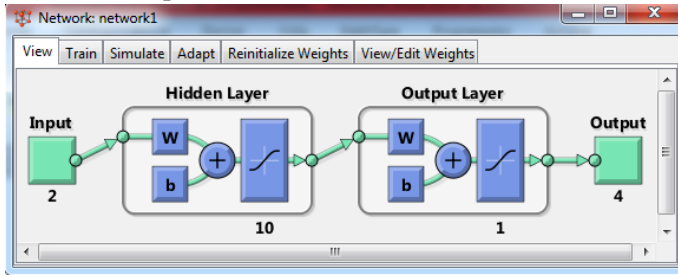 Network: network1
View Train Simulate Adapt Reinitialize Weights View/Edit Weights
Hidden Layer Output Layer
Input Output
W W
b b
2 4
10 1